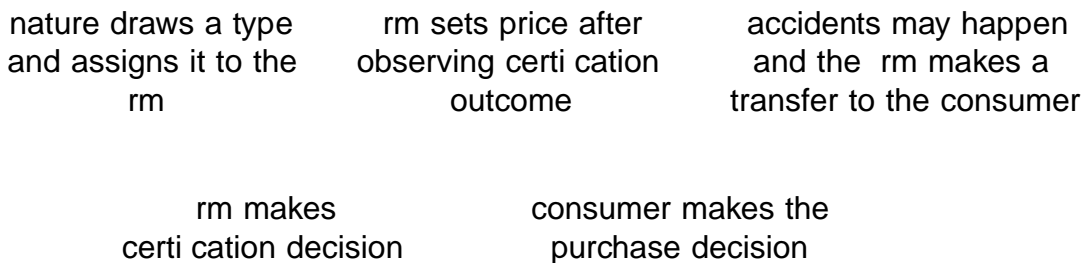 nature draws a type
and assigns it to the
rm
rm sets price after
observing certi cation
outcome
accidents may happen
and the rm makes a
transfer to the consumer
rm makes
certi cation decision
consumer makes the
purchase decision